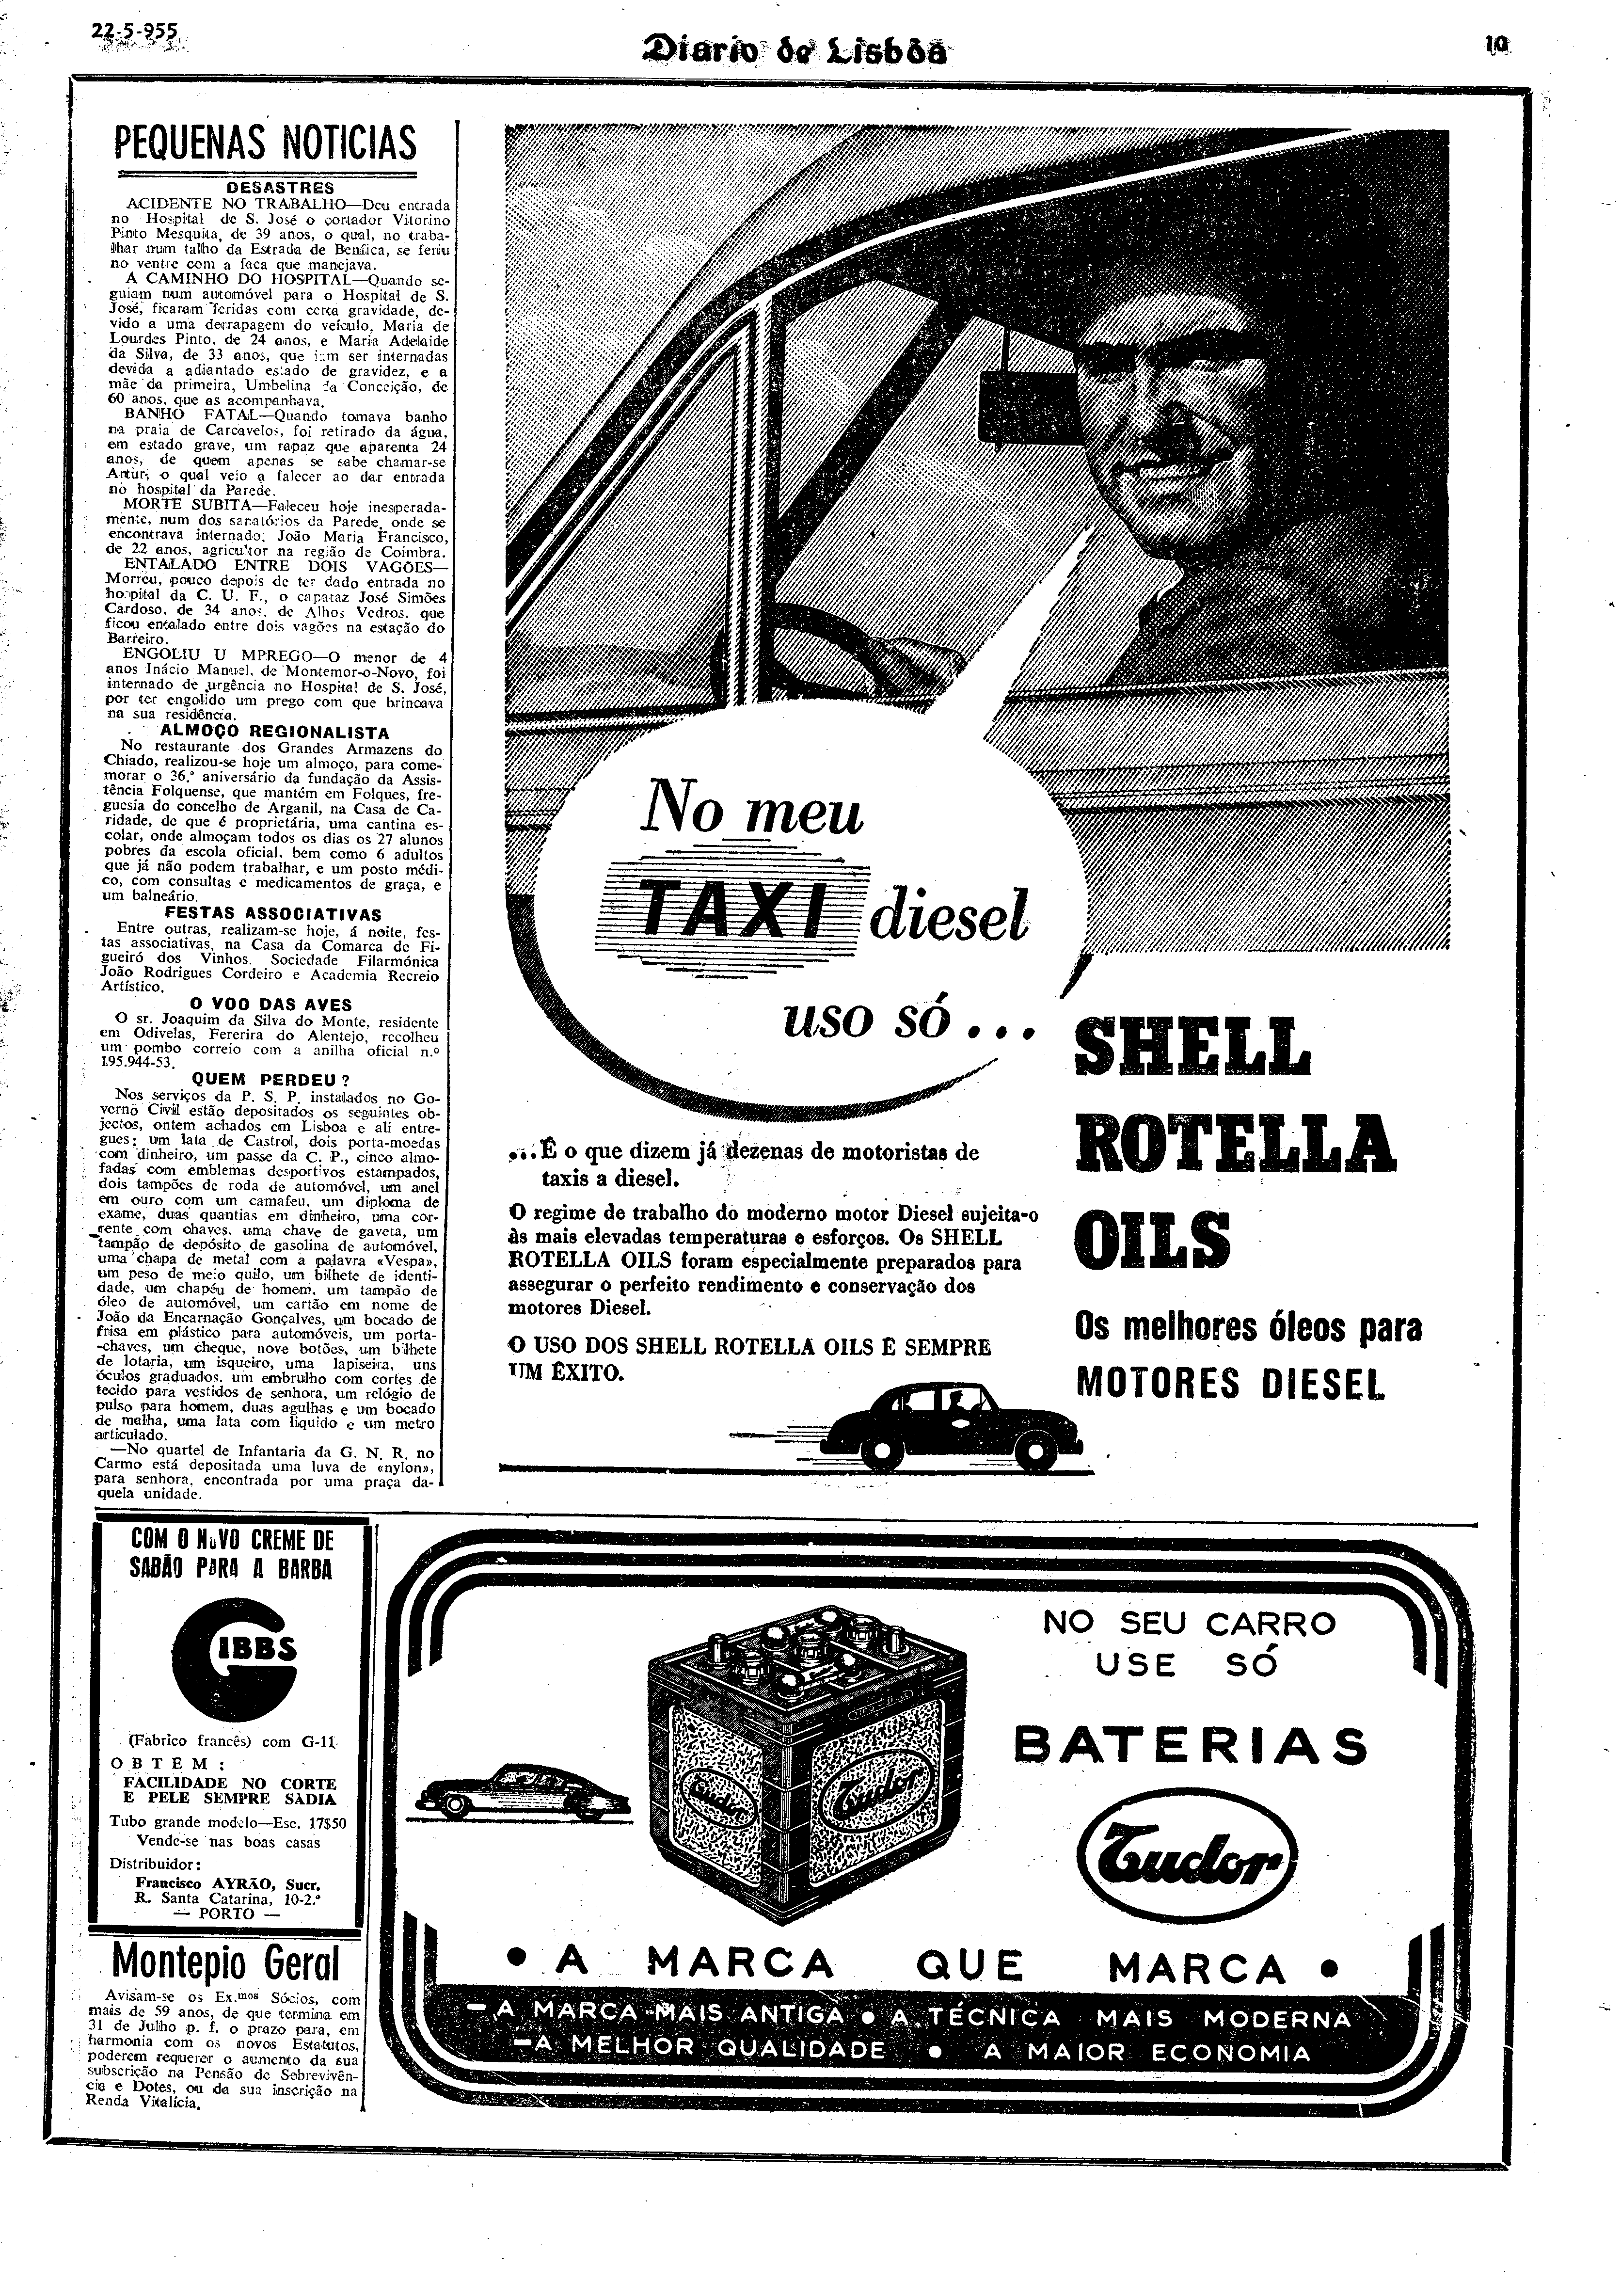 22-5-955
Diario de Lisbôa
10
PEQUENAS NOTICIAS
DESASTRES
ACIDENTE NO TRABALHO—Deu entrada
no Hospital de S. José o cortador Vitorino
Pinto Mesquita, de 39 anos, o qual, no traba-
lhar num talho da Estrada de Benfica, se feriu
no ventre com a faca que manejava.
A CAMINHO DO HOSPITAL—Quando se-
guiam num automóvel para o Hospital de S.
José, ficaram feridas com certa gravidade, de-
vido a uma derrapagem do veículo, Maria de
Lourdes Pinto, de 24 anos, e Maria Adelaide
da Silva, de 33 anos, que iam ser internadas
devida a adiantado estado de gravidez, e a
mãe da primeira, Umbelina da Conceição, de
60 anos, que as acompanhava.
BANHO FATAL—Quando tomava banho
na praia de Carcavelos, foi retirado da água,
em estado grave, um rapaz que aparenta 24
anos, de quem apenas se sabe chamar-se
Artur, o qual veio a falecer ao dar entrada
no hospital da Parede.
MORTE SUBITA—Faleceu hoje inesperada-
mente, num dos sanatórios da Parede, onde se
encontrava internado, João Maria Francisco,
de 22 anos, agricultor na região de Coimbra.
ENTALADO ENTRE DOIS VAGÕES—
Morreu, pouco depois de ter dado entrada no
hospital da C. U. F., o capataz José Simões
Cardoso, de 34 anos, de Alhos Vedros, que
ficou entalado entre dois vagões na estação do
Barreiro.
ENGOLIU U MPREGO—O menor de 4
anos Inácio Manuel, de Montemor-o-Novo, foi
internado de urgência no Hospital de S. José,
por ter engolido um prego com que brincava
na sua residência.
ALMOÇO REGIONALISTA
No restaurante dos Grandes Armazens do
Chiado, realizou-se hoje um almoço, para come-
morar o 36.º aniversário da fundação da Assis-
tência Folquense, que mantém em Folques, fre-
guesia do concelho de Arganil, na Casa de Ca-
ridade, de que é proprietária, uma cantina es-
colar, onde almoçam todos os dias os 27 alunos
pobres da escola oficial, bem como 6 adultos
que já não podem trabalhar, e um posto médi-
co, com consultas e medicamentos de graça, e
um balneário.
FESTAS ASSOCIATIVAS
Entre outras, realizam-se hoje, á noite, fes-
tas associativas, na Casa da Comarca de Fi-
gueiró dos Vinhos, Sociedade Filarmónica
João Rodrigues Cordeiro e Academia Recreio
Artístico.
O VOO DAS AVES
O sr. Joaquim da Silva do Monte, residente
em Odivelas, Fererira do Alentejo, recolheu
um pombo correio com a anilha oficial n.º
195.944-53.
QUEM PERDEU?
Nos serviços da P. S. P. instalados no Go-
verno Civil estão depositados os seguintes ob-
jectos, ontem achados em Lisboa e ali entre-
gues: um lata de Castrol, dois porta-moedas
com dinheiro, um passe da C. P., cinco almo-
fadas com emblemas desportivos estampados,
dois tampões de roda de automóvel, um anel
em ouro com um camafeu, um diploma de
exame, duas quantias em dinheiro, uma cor-
rente com chaves, uma chave de gaveta, um
tampão de depósito de gasolina de automóvel,
uma chapa de metal com a palavra «Vespa»,
um peso de meio quilo, um bilhete de identi-
dade, um chapéu de homem, um tampão de
óleo de automóvel, um cartão em nome de
João da Encarnação Gonçalves, um bocado de
frisa em plástico para automóveis, um porta-
-chaves, um cheque, nove botões, um bilhete
de lotaria, um isqueiro, uma lapiseira, uns
óculos graduados, um embrulho com cortes de
tecido para vestidos de senhora, um relógio de
pulso para homem, duas agulhas e um bocado
de malha, uma lata com liquido e um metro
articulado.
—No quartel de Infantaria da G. N. R. no
Carmo está depositada uma luva de «nylon»,
para senhora, encontrada por uma praça da-
quela unidade.
No meu
TAXI diesel
uso só...
SHELL
ROTELLA
OILS
Os melhores óleos para
MOTORES DIESEL
...É o que dizem já dezenas de motoristas de
taxis a diesel.
O regime de trabalho do moderno motor Diesel sujeita-o
às mais elevadas temperaturas e esforços. Os SHELL
ROTELLA OILS foram especialmente preparados para
assegurar o perfeito rendimento e conservação dos
motores Diesel.
O USO DOS SHELL ROTELLA OILS É SEMPRE
UM ÊXITO.
COM O NOVO CREME DE
SABÃO PARA A BARBA
GIBBS
(Fabrico francês) com G-11
OBTEM:
FACILIDADE NO CORTE
E PELE SEMPRE SADIA
Tubo grande modelo—Esc. 17$50
Vende-se nas boas casas
Distribuidor:
Francisco AYRÃO, Sucr.
R. Santa Catarina, 10-2.º
— PORTO —
Montepio Geral
Avisam-se os Ex.mos Sócios, com
mais de 59 anos, de que termina em
31 de Julho p. f. o prazo para, em
harmonia com os novos Estatutos,
poderem requerer o aumento da sua
subscrição na Pensão de Sobrevivên-
cia e Dotes, ou da sua inscrição na
Renda Vitalícia.
NO SEU CARRO
USE SÓ
BATERIAS
Tudor
Tudor
Tudor
• A MARCA QUE MARCA •
—A MARCA MAIS ANTIGA • A TÉCNICA MAIS MODERNA
—A MELHOR QUALIDADE • A MAIOR ECONOMIA